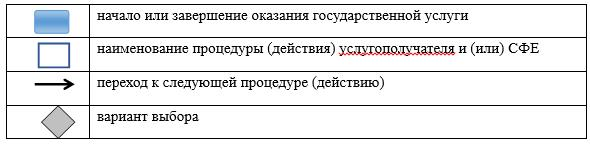 начало или завершение оказания государственной услуги
наименование процедуры (действия) услугополучателя и (или) СФЕ
переход к следующей процедуре (действию)
вариант выбора